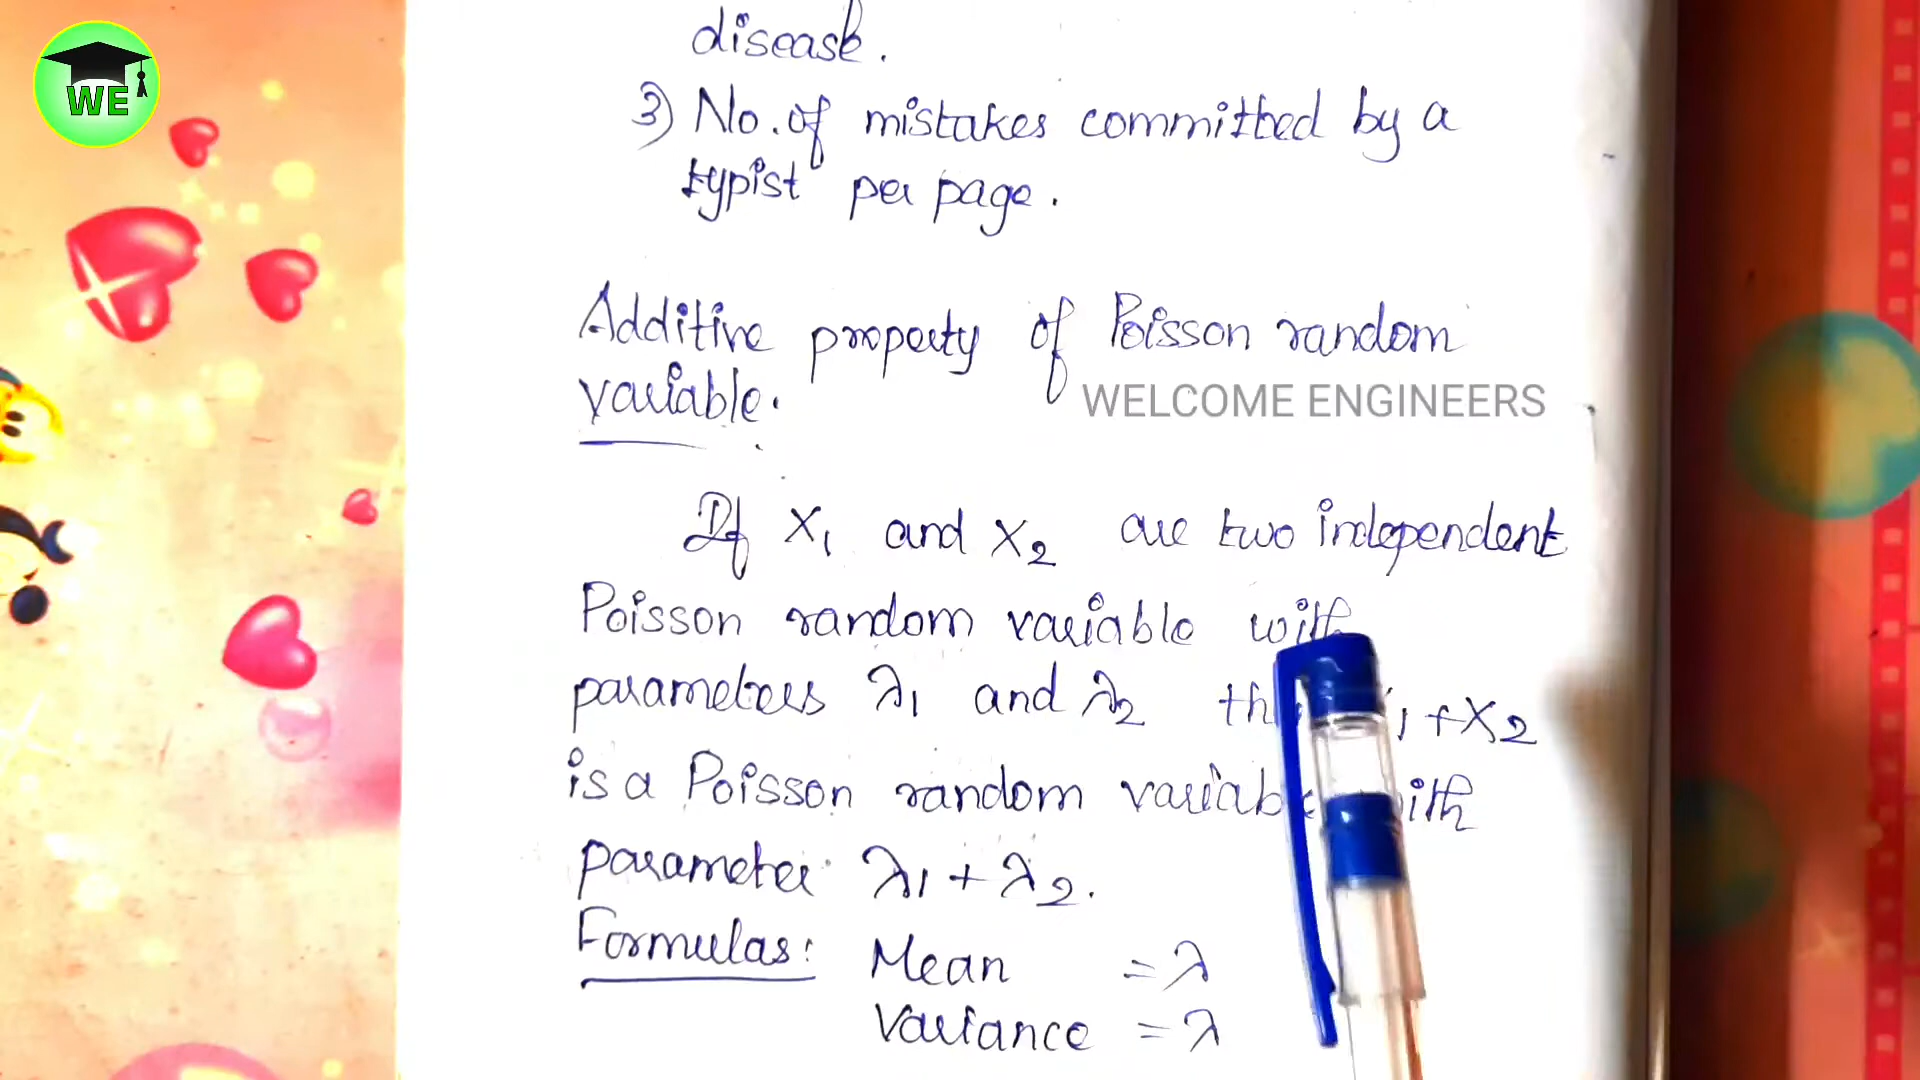 WE
disease.
3) No. of mistakes committed by a
typist per page.
Additive property of Poisson random
variable.
WELCOME ENGINEERS
If X₁ and X₂ are two independent
Poisson random variable with
parameters λ₁ and λ₂ +X₂
is a Poisson random
parameter λ₁ + λ₂.
Formulas: Mean = λ
Variance = λ